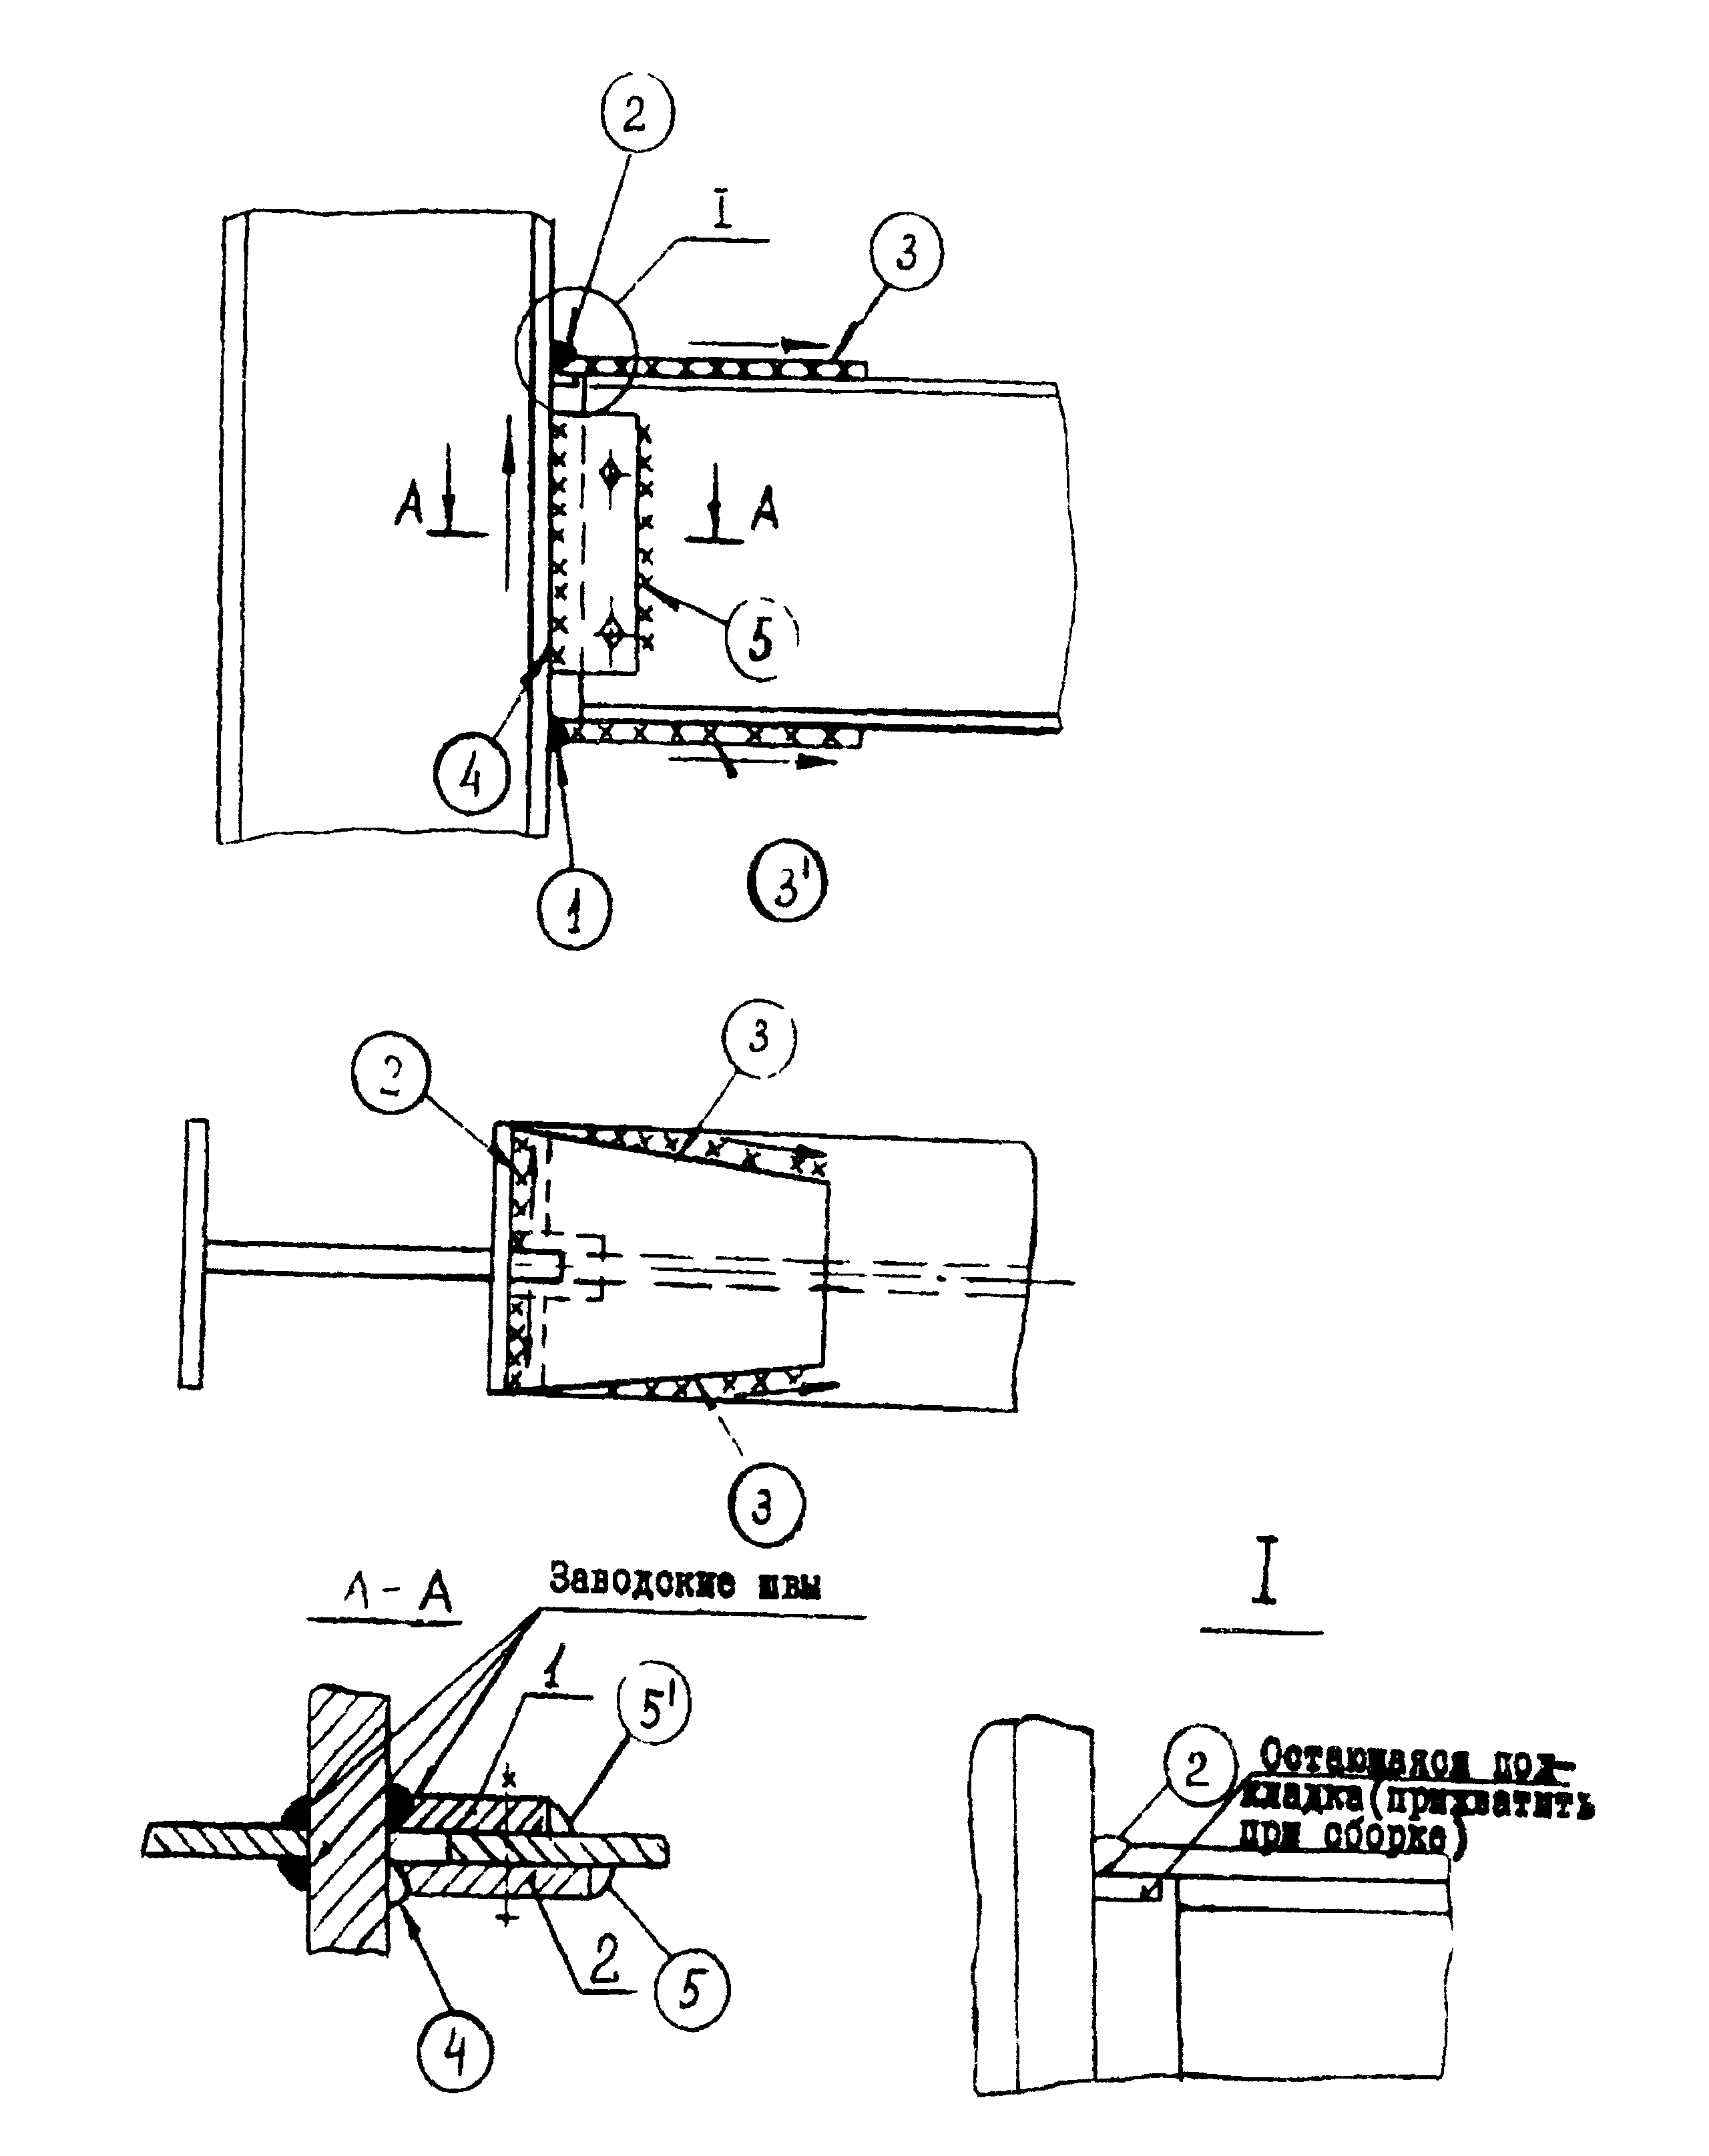 2
I
3
А А
5
4
3'
1
3
2
3
I
А - А
Заводские швы
1
5'
2
Остающаяся под-
кладка(прихватить
при сборке)
2
5
4